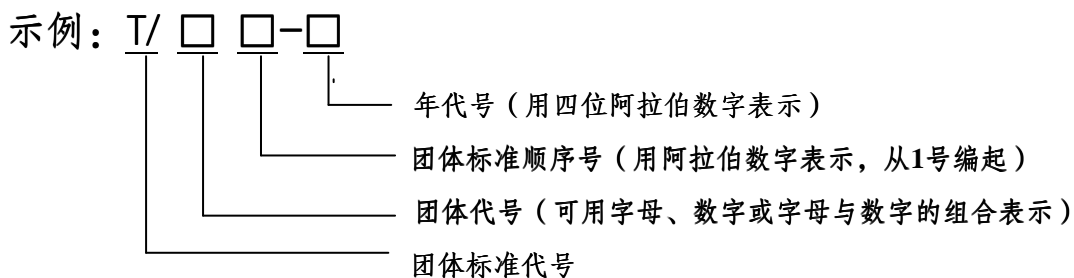 示例：T/ □ □-□
年代号（用四位阿拉伯数字表示）
团体标准顺序号（用阿拉伯数字表示，从1号编起）
团体代号（可用字母、数字或字母与数字的组合表示）
团体标准代号